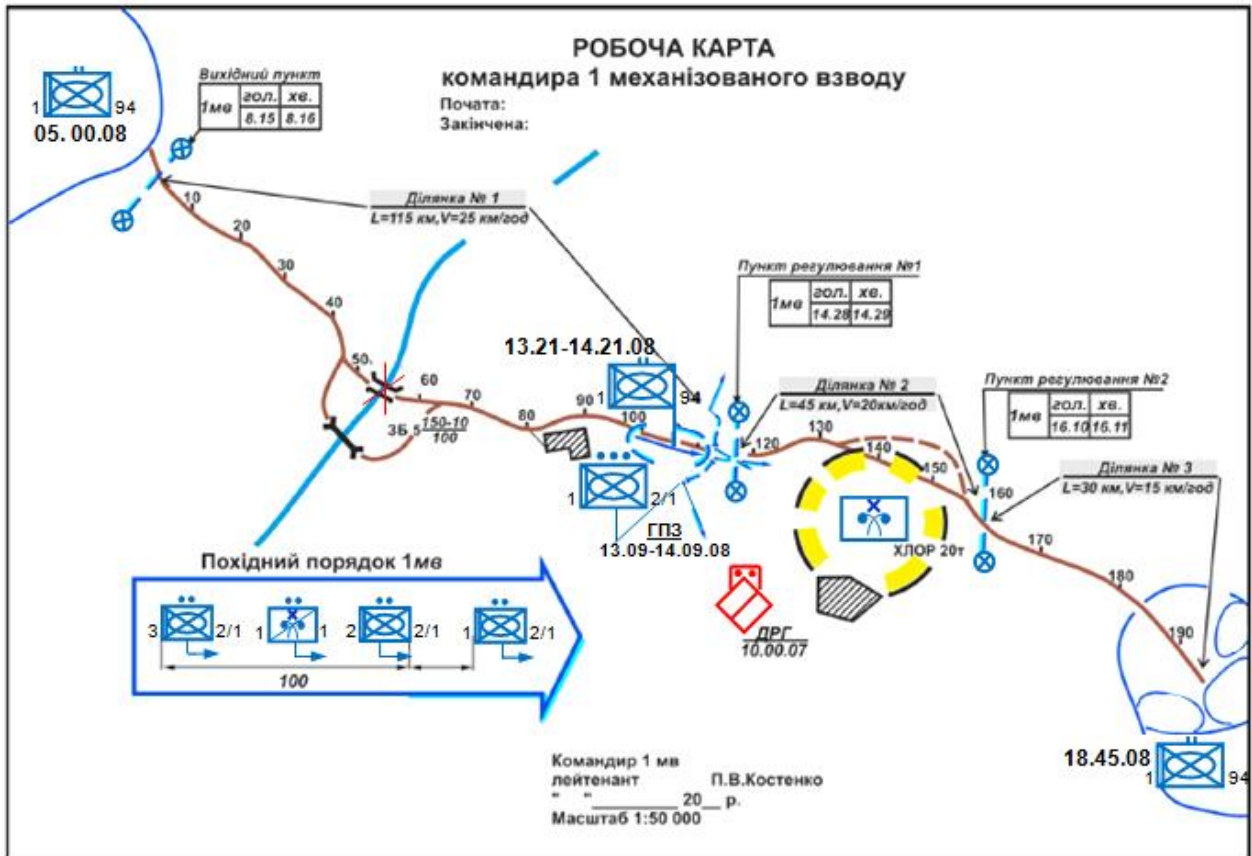 РОБОЧА КАРТА
командира 1 механізованого взводу
Почата:
Закінчена:
1 94
05.00.08
Вихідний пункт
1мв гол. хв.
8.15 8.16
Ділянка № 1
L=115 км,V=25 км/год
10
20
30
40
50
60
70
80
90
100
120
130
140
150
160
170
180
190
Пункт регулювання №1
1мв гол. хв.
14.28 14.29
13.21-14.21.08
1 94
Ділянка № 2
L=45 км,V=20км/год
Пункт регулювання №2
1мв гол. хв.
16.10 16.11
Ділянка № 3
L=30 км,V=15 км/год
ЗБ 5 150-10
100
1 2/1
ГПЗ
13.09-14.09.08
ХЛОР 20т
ДРГ
10.00.07
Похідний порядок 1мв
3 2/1 1 1 2 2/1 1 2/1
100
18.45.08
1 94
Командир 1 мв
лейтенант П.В.Костенко
" "_________ 20__ р.
Масштаб 1:50 000